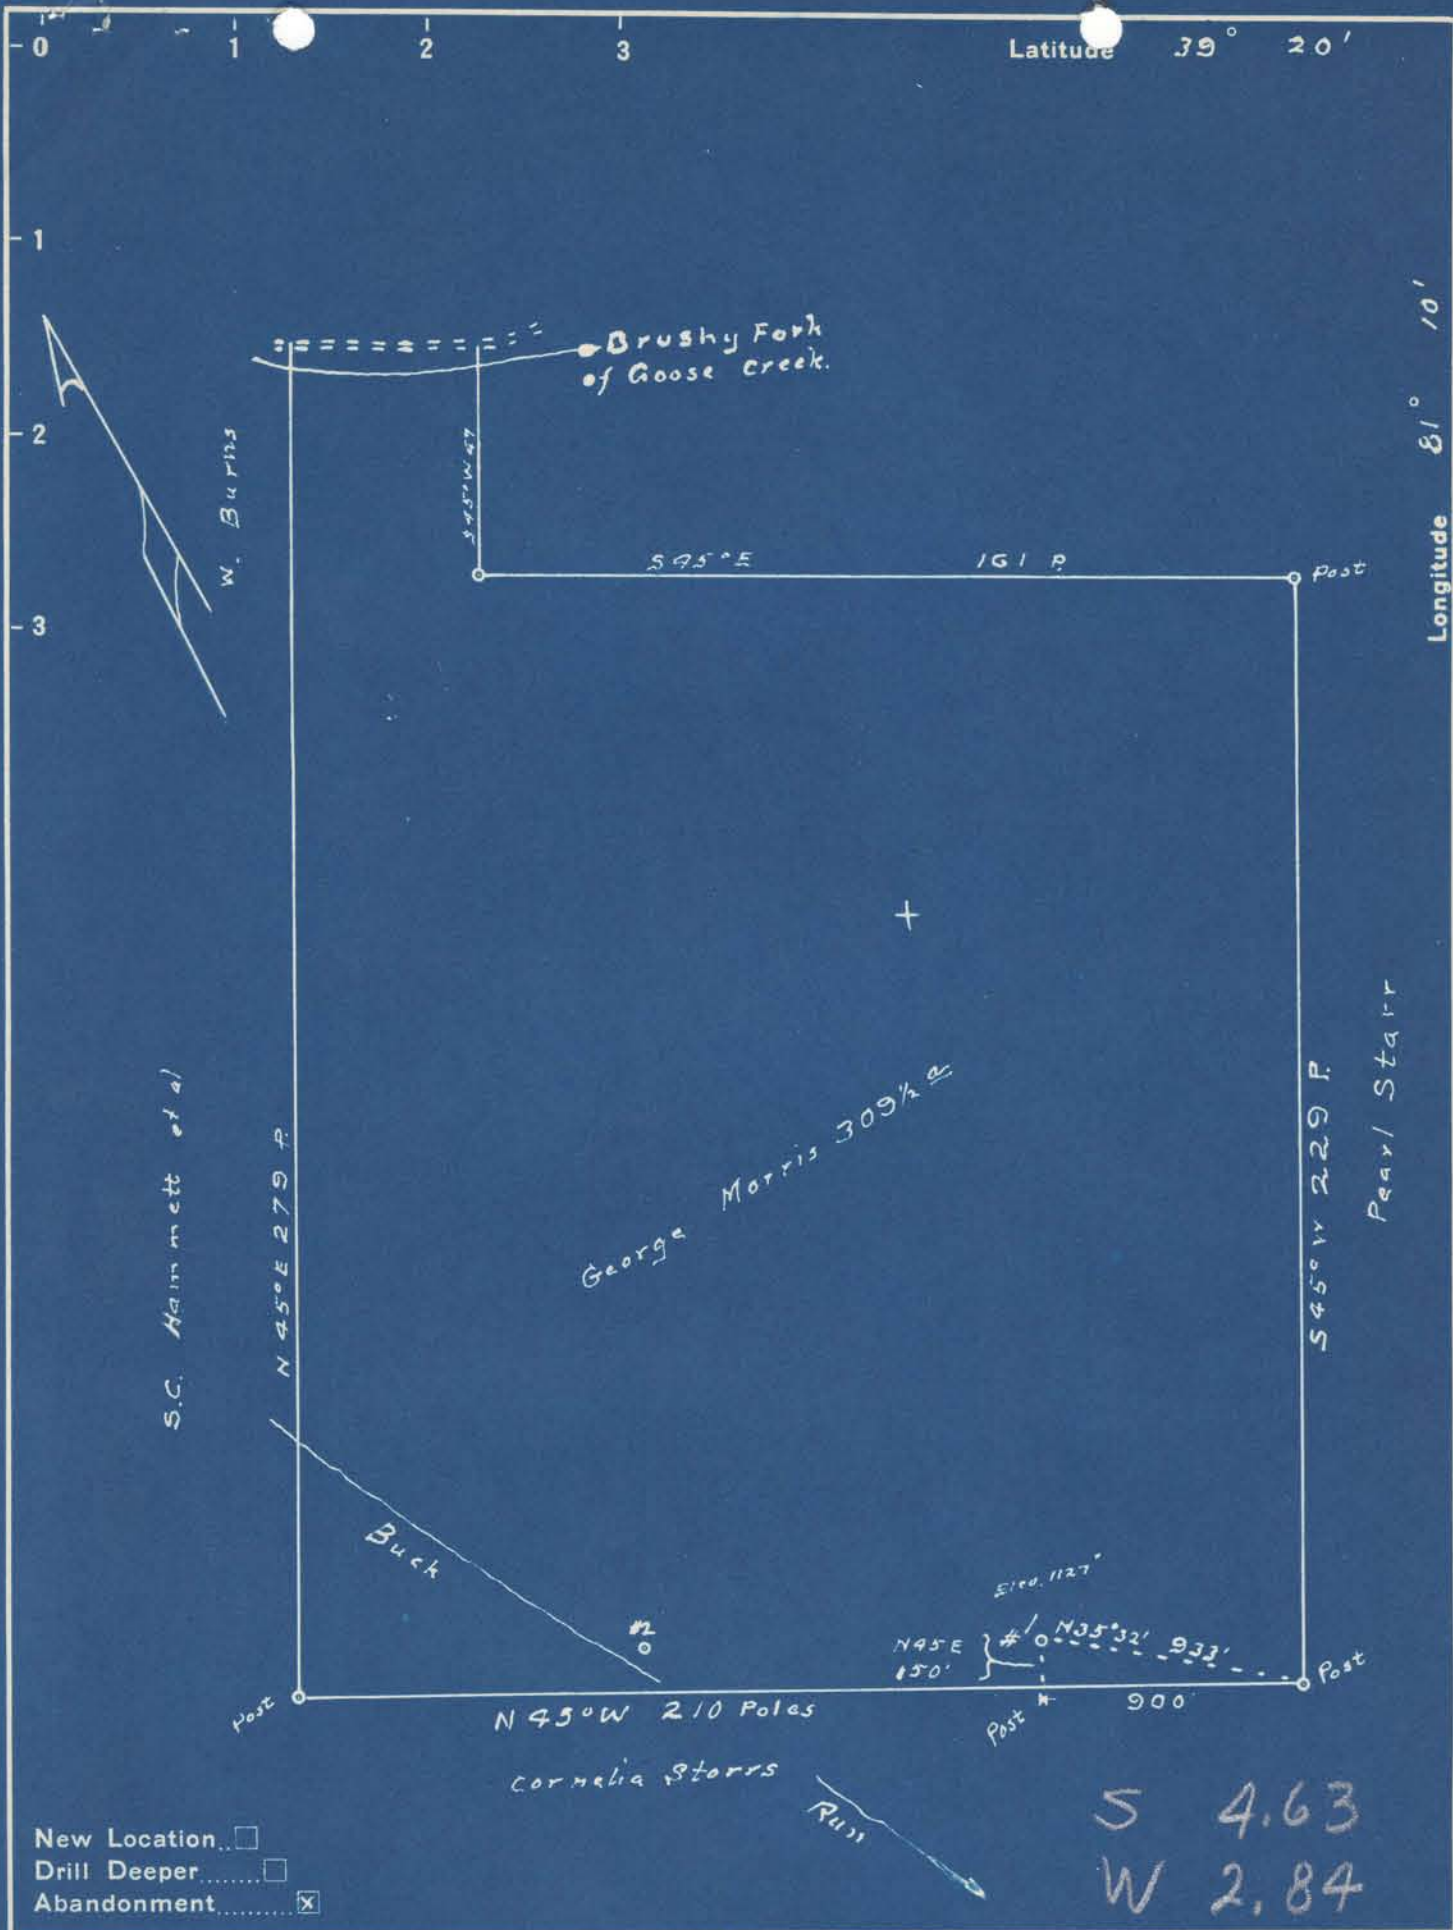 0 1 2 3
Latitude 39° 20'
1
2
3
Longitude 81° 10'
Brushy Fork
of Goose Creek.
W. Burns
S45°W 47
S45°E 161 P.
Post
Pearl Starr
S45°W 229 P.
George Morris 309½ a
S.C. Hammett et al
N 45°E 279 P.
Buck
#2
Elev. 1127'
N45E
150'
#1
N35°32' 933'
Post
Post
N 45°W 210 Poles
Post
900
Cornelia Storrs
Run
S 4.63
W 2.84
New Location..
Drill Deeper........
Abandonment.......... x